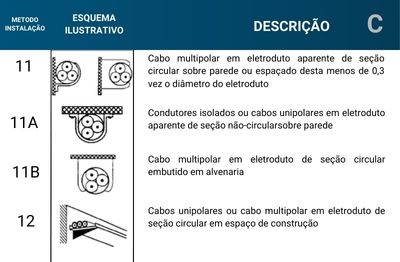 METODO
INSTALAÇÃO
ESQUEMA
ILUSTRATIVO
DESCRIÇÃO
C
11
Cabo multipolar em eletroduto aparente de seção
circular sobre parede ou espaçado desta menos de 0,3
vez o diâmetro do eletroduto
11A
Condutores isolados ou cabos unipolares em eletroduto
aparente de seção não-circularsobre parede
11B
Cabo multipolar em eletroduto de seção circular
embutido em alvenaria
12
Cabos unipolares ou cabo multipolar em eletroduto de
seção circular em espaço de construção